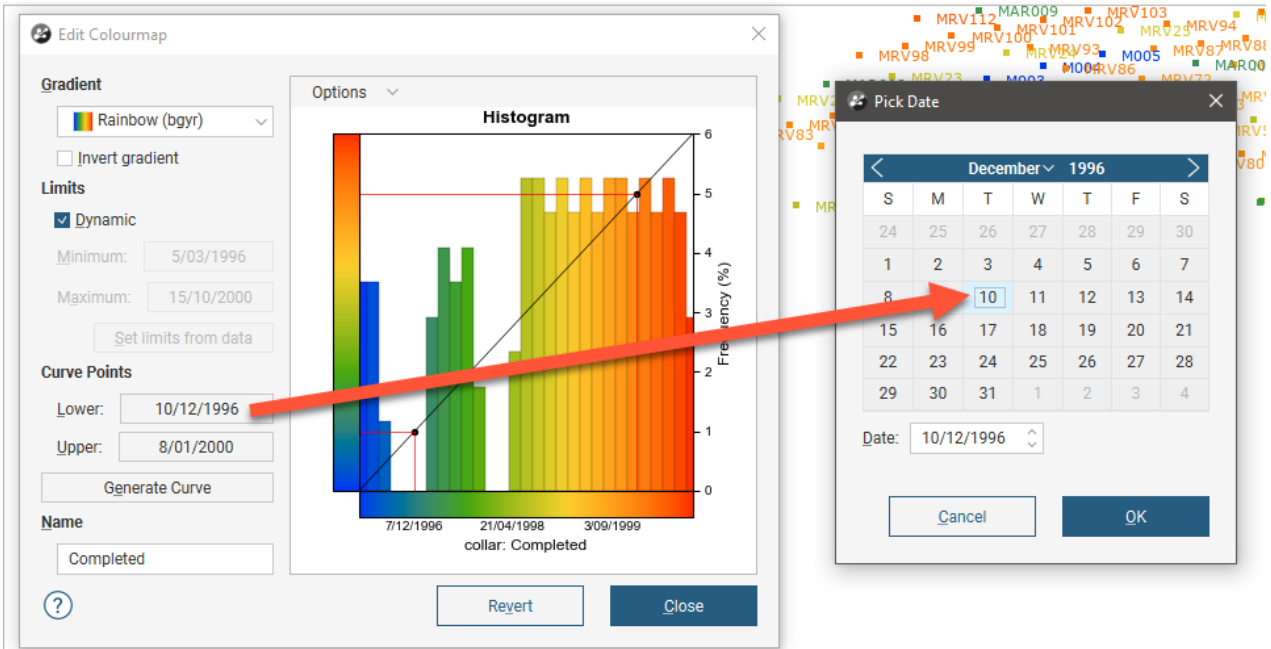 Edit Colourmap
Gradient
Rainbow (bgyr)
Invert gradient
Limits
Dynamic
Minimum: 5/03/1996
Maximum: 15/10/2000
Set limits from data
Curve Points
Lower: 10/12/1996
Upper: 8/01/2000
Generate Curve
Name
Completed
?
Options
Histogram
6
5
4
3
2
1
0
Frequency (%)
7/12/1996 21/04/1998 3/09/1999
collar: Completed
Revert Close
MAR009 MRV103
MRV112 MRV102 MRV94
MRV101 MRV25
MRV100
MRV99 MRV93 MRV87 MRV88
MRV98 M005
MRV86
MRV23 M003
Pick Date
December 1996
S M T W T F S
24 25 26 27 28 29 30
1 2 3 4 5 6 7
8 10 11 12 13 14
15 16 17 18 19 20 21
22 23 24 25 26 27 28
29 30 31 1 2 3 4
Date: 10/12/1996
Cancel OK